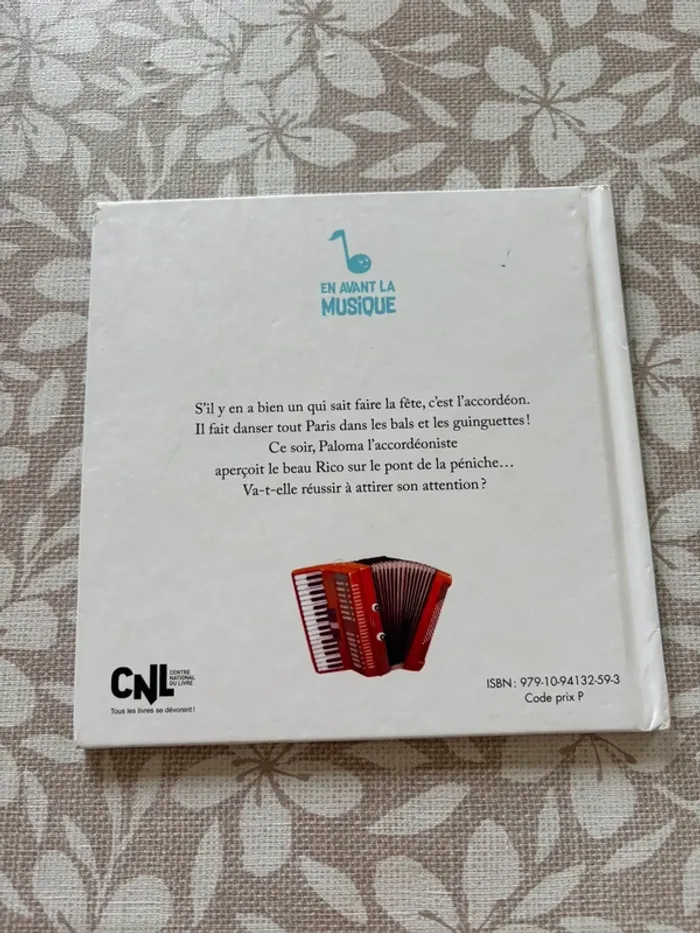 EN AVANT LA
MUSiQUE
S'il y en a bien un qui sait faire la fête, c'est l'accordéon.
Il fait danser tout Paris dans les bals et les guinguettes !
Ce soir, Paloma l'accordéoniste
aperçoit le beau Rico sur le pont de la péniche…
Va-t-elle réussir à attirer son attention ?
CNL
CENTRE
NATIONAL
DU LIVRE
Tous les livres se dévorent !
ISBN : 979-10-94132-59-3
Code prix P